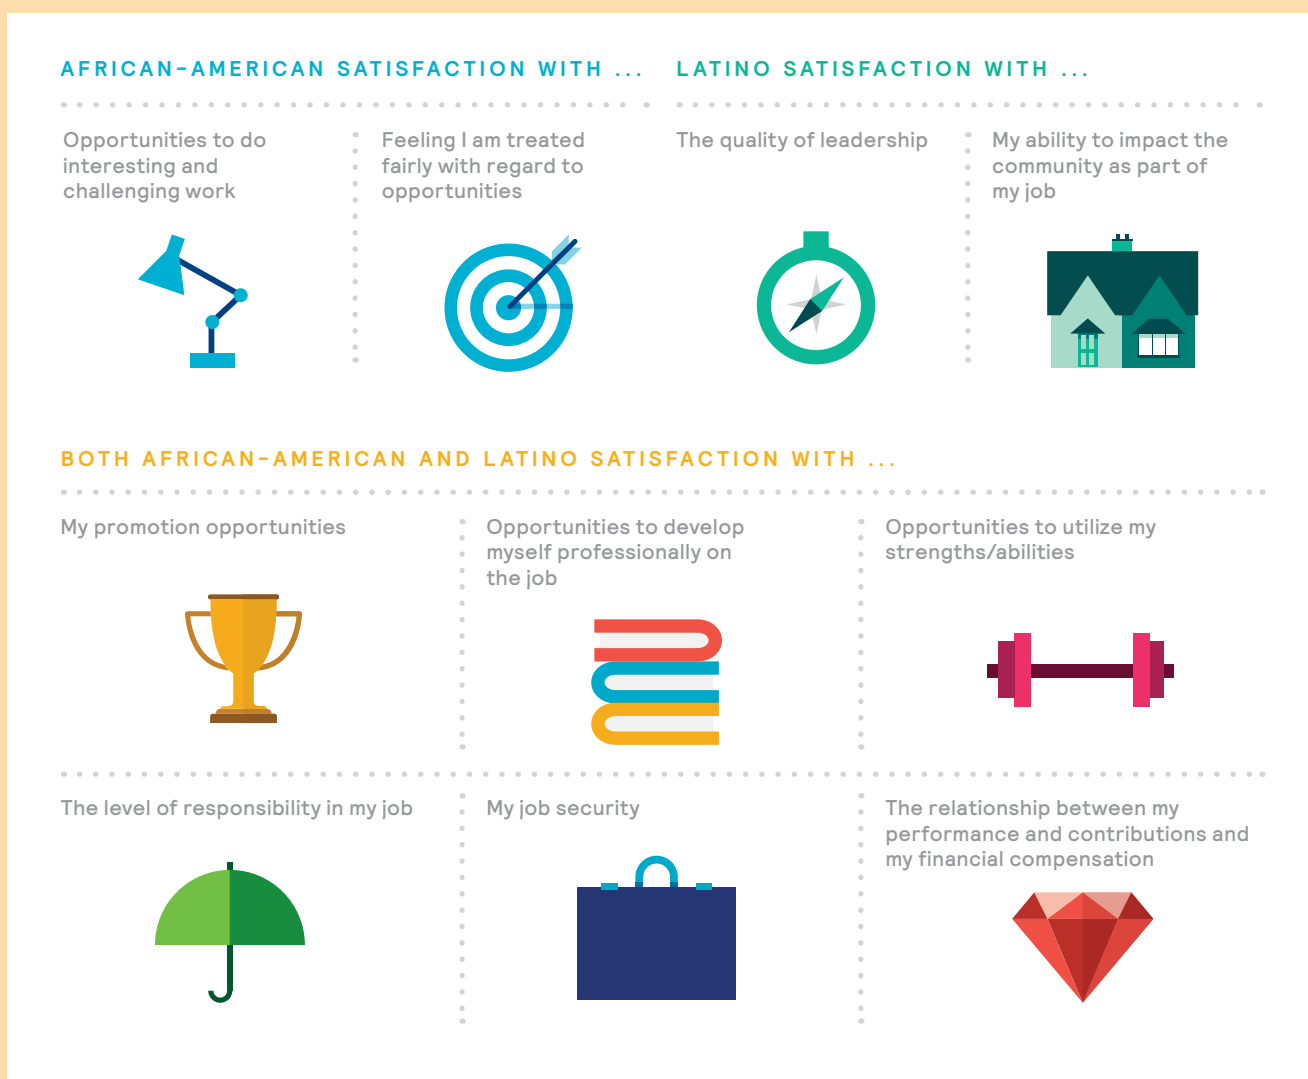 AFRICAN-AMERICAN SATISFACTION WITH ...
Opportunities to do
interesting and
challenging work
Feeling I am treated
fairly with regard to
opportunities
LATINO SATISFACTION WITH ...
The quality of leadership
My ability to impact the
community as part of
my job
BOTH AFRICAN-AMERICAN AND LATINO SATISFACTION WITH ...
My promotion opportunities
Opportunities to develop
myself professionally on
the job
Opportunities to utilize my
strengths/abilities
The level of responsibility in my job
My job security
The relationship between my
performance and contributions and
my financial compensation